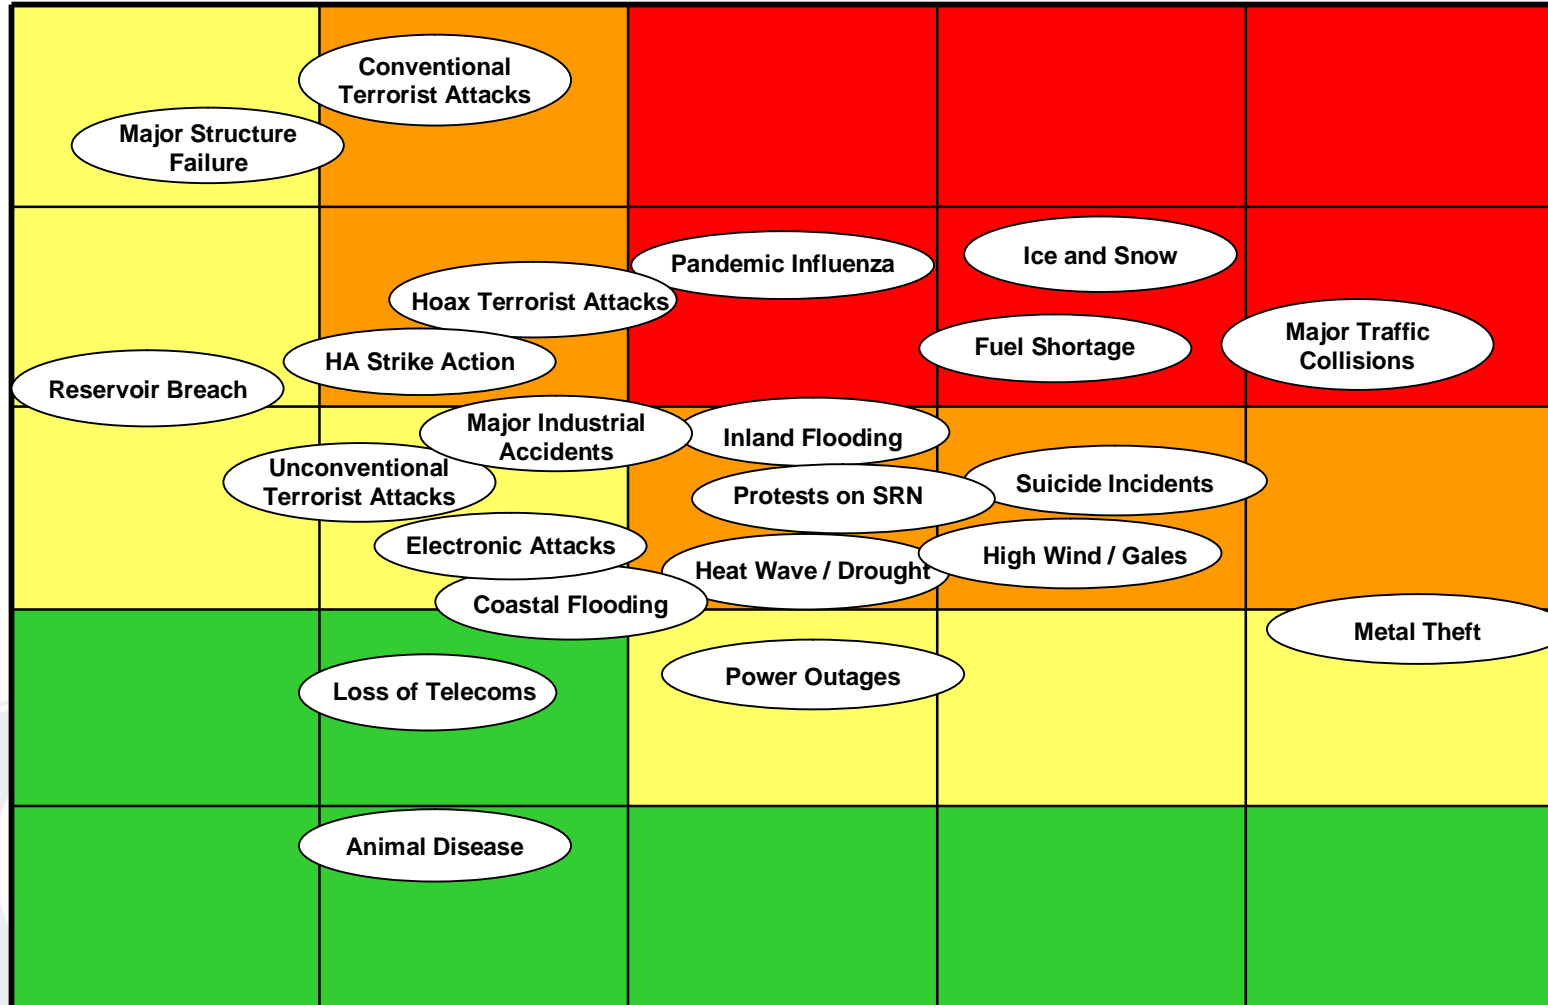 Conventional
Terrorist Attacks
Major Structure
Failure
Pandemic Influenza
Ice and Snow
Hoax Terrorist Attacks
Major Traffic
Collisions
Fuel Shortage
HA Strike Action
Reservoir Breach
Major Industrial
Accidents
Inland Flooding
Unconventional
Terrorist Attacks
Protests on SRN
Suicide Incidents
Electronic Attacks
High Wind / Gales
Heat Wave / Drought
Coastal Flooding
Metal Theft
Power Outages
Loss of Telecoms
Animal Disease